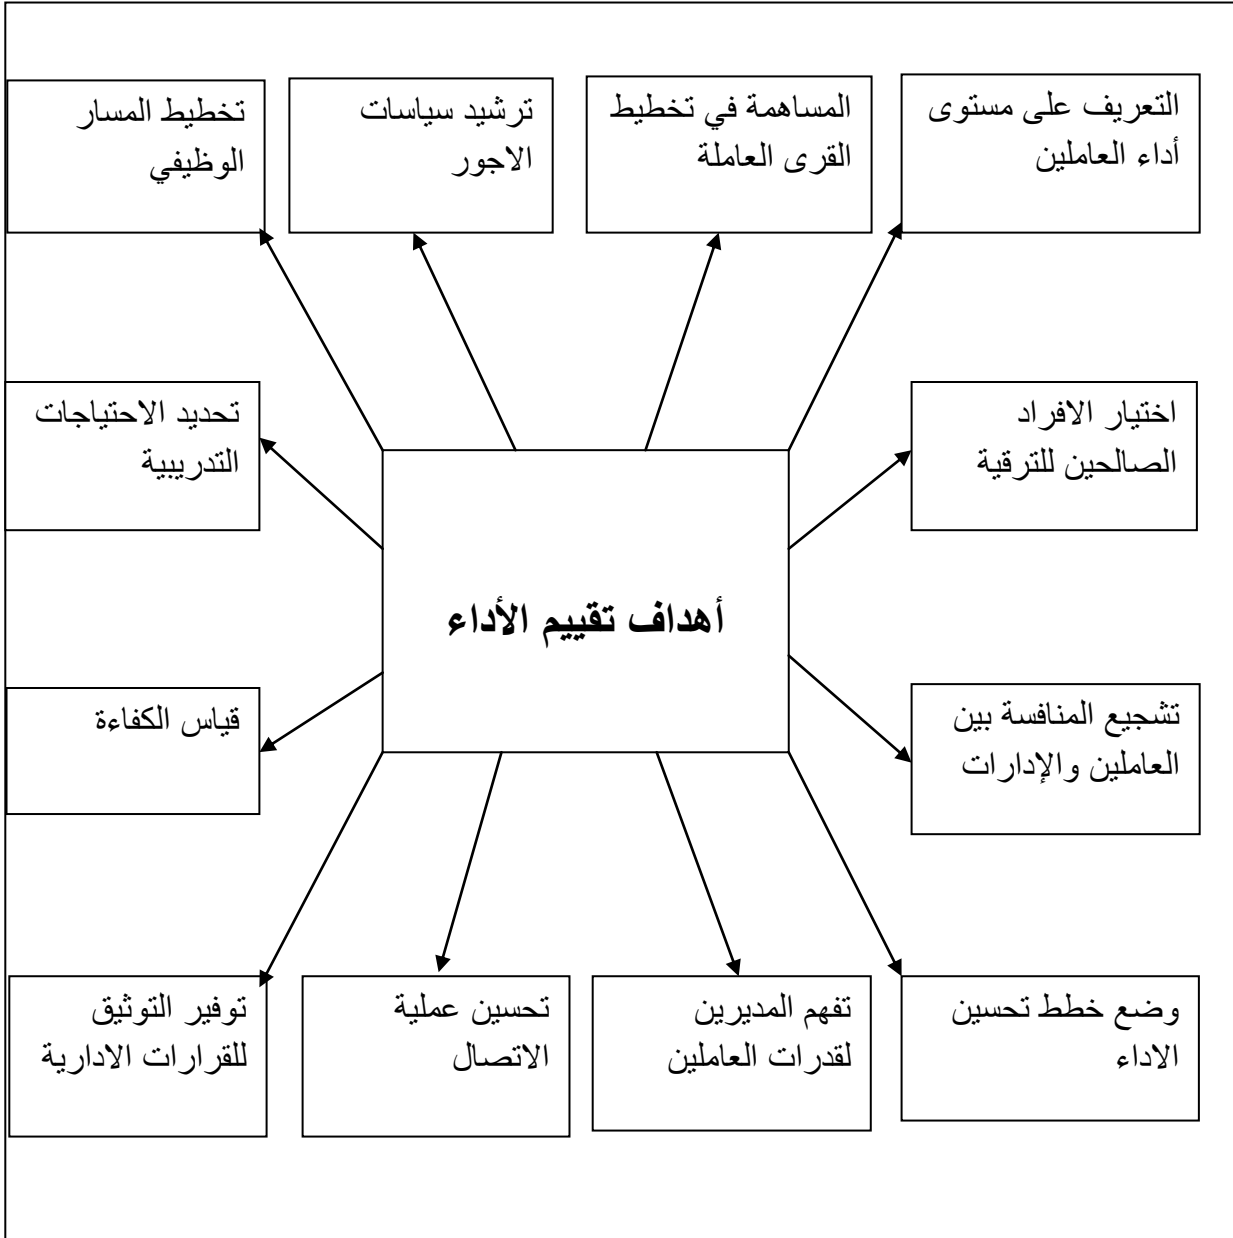 التعريف على مستوى
أداء العاملين
المساهمة في تخطيط
القرى العاملة
ترشيد سياسات
الاجور
تخطيط المسار
الوظيفي
اختيار الافراد
الصالحين للترقية
تحديد الاحتياجات
التدريبية
أهداف تقييم الأداء
تشجيع المنافسة بين
العاملين والإدارات
قياس الكفاءة
وضع خطط تحسين
الاداء
تفهم المديرين
لقدرات العاملين
تحسين عملية
الاتصال
توفير التوثيق
للقرارات الادارية